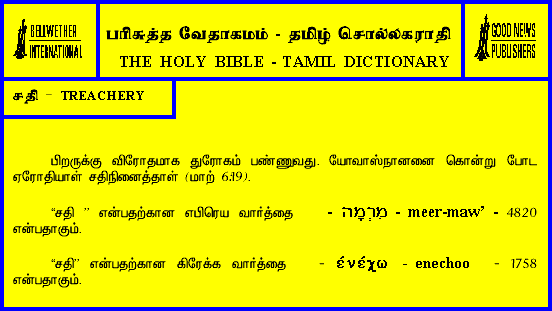 BELLWETHER
INTERNATIONAL
பரிசுத்த வேதாகமம் - தமிழ் சொல்லகராதி
THE HOLY BIBLE - TAMIL DICTIONARY
GOOD NEWS
PUBLISHERS
சதி - TREACHERY
பிறருக்கு விரோதமாக துரோகம் பண்ணுவது. யோவாஸ்நானனை கொன்று போட
ஏரோதியாள் சதிநினைத்தாள் (மாற் 6:19).
“சதி ” என்பதற்கான எபிரெய வார்த்தை - מִרְמָה - meer-maw’ - 4820
என்பதாகும்.
“சதி” என்பதற்கான கிரேக்க வார்த்தை - ένέχω - enechoo - 1758
என்பதாகும்.